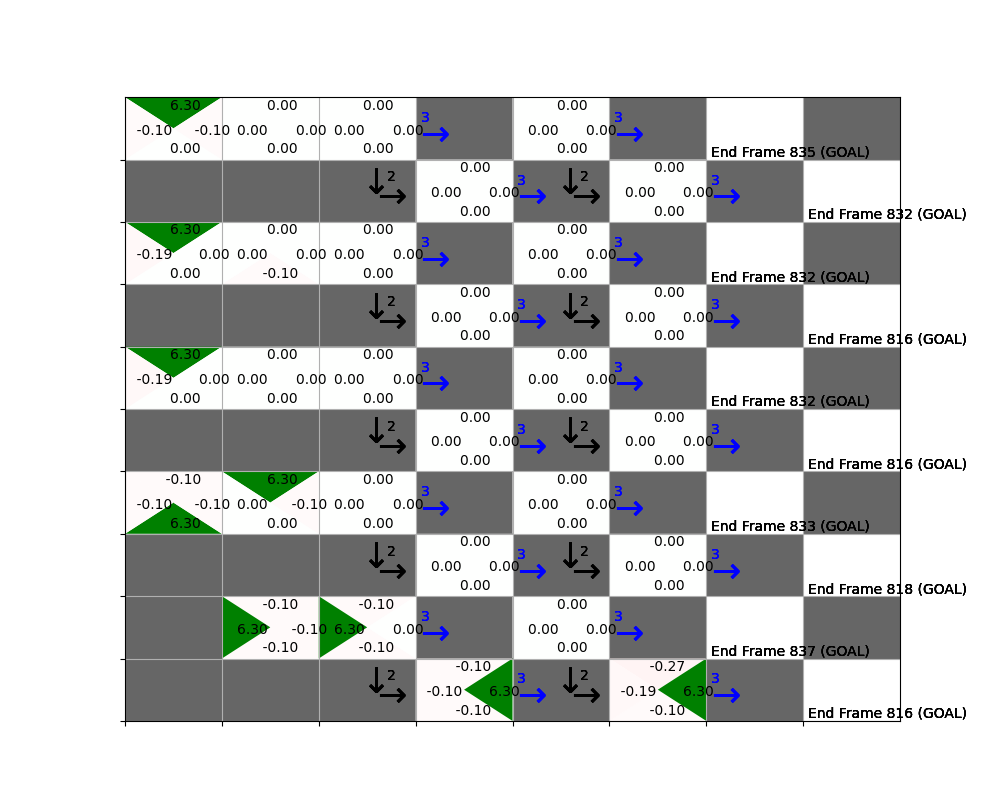 6.30 0.00 0.00 3 0.00 3
-0.10 -0.10 0.00 0.00 0.00 0.00 0.00 0.00
0.00 0.00 0.00 0.00 End Frame 835 (GOAL)
2 0.00 3 2 0.00 3
0.00 0.00 0.00 0.00
0.00 0.00 End Frame 832 (GOAL)
6.30 0.00 0.00 3 0.00 3
-0.19 0.00 0.00 0.00 0.00 0.00 0.00 0.00
0.00 -0.10 0.00 0.00 End Frame 832 (GOAL)
2 0.00 3 2 0.00 3
0.00 0.00 0.00 0.00
0.00 0.00 End Frame 816 (GOAL)
6.30 0.00 0.00 3 0.00 3
-0.19 0.00 0.00 0.00 0.00 0.00 0.00 0.00
0.00 0.00 0.00 0.00 End Frame 832 (GOAL)
2 0.00 3 2 0.00 3
0.00 0.00 0.00 0.00
0.00 0.00 End Frame 816 (GOAL)
-0.10 6.30 0.00 3 0.00 3
-0.10 -0.10 0.00 -0.10 0.00 0.00 0.00 0.00
6.30 0.00 0.00 0.00 End Frame 833 (GOAL)
2 0.00 3 2 0.00 3
0.00 0.00 0.00 0.00
0.00 0.00 End Frame 818 (GOAL)
-0.10 -0.10 3 0.00 3
6.30 -0.10 6.30 0.00 0.00 0.00
-0.10 -0.10 0.00 End Frame 837 (GOAL)
2 -0.10 3 2 -0.27 3
-0.10 6.30 -0.19 6.30
-0.10 -0.10 End Frame 816 (GOAL)